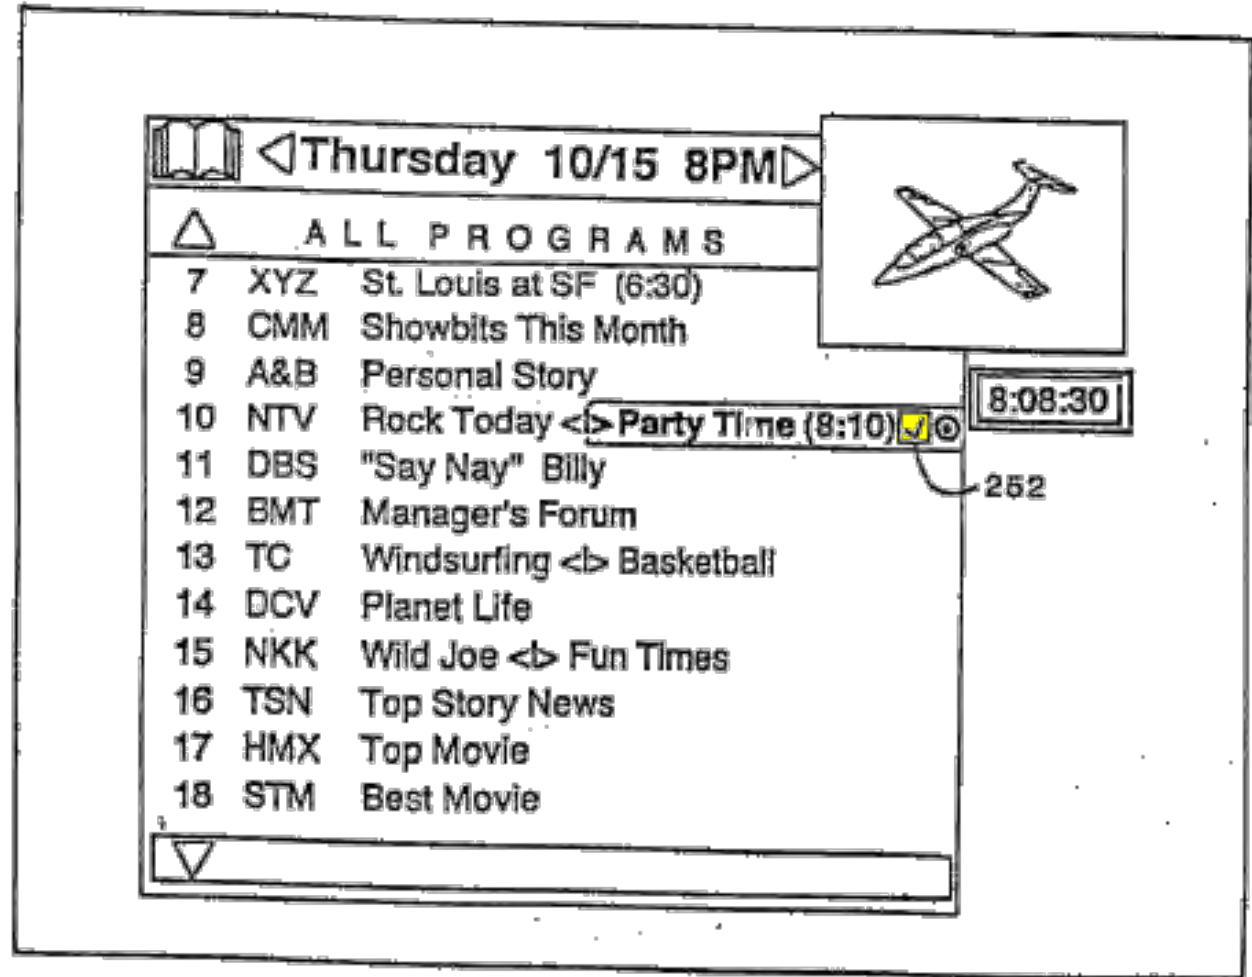 Thursday 10/15 8PM
ALL PROGRAMS
7 XYZ St. Louis at SF (6:30)
8 CMM Showbits This Month
9 A&B Personal Story
8:08:30
10 NTV Rock Today <|> Party Time (8:10)
11 DBS "Say Nay" Billy
252
12 BMT Manager's Forum
13 TC Windsurfing <|> Basketball
14 DCV Planet Life
15 NKK Wild Joe <|> Fun Times
16 TSN Top Story News
17 HMX Top Movie
18 STM Best Movie